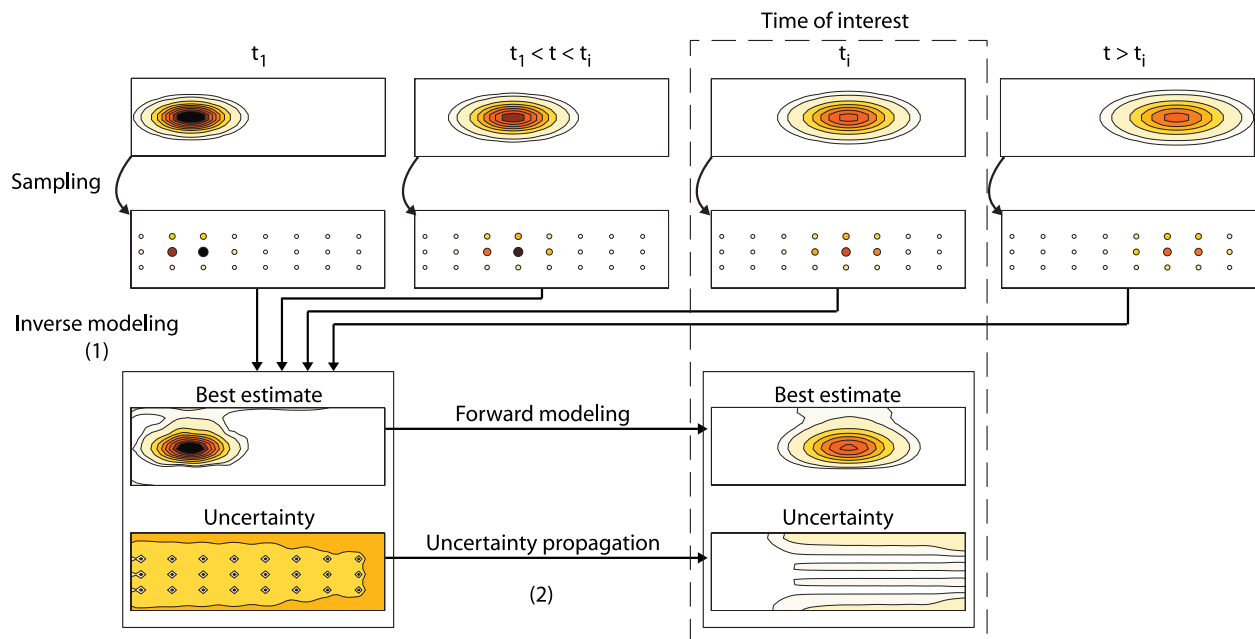 Time of interest
t1
t1 < t < ti
ti
t > ti
Sampling
Inverse modeling
(1)
Best estimate
Forward modeling
Best estimate
Uncertainty
Uncertainty propagation
Uncertainty
(2)